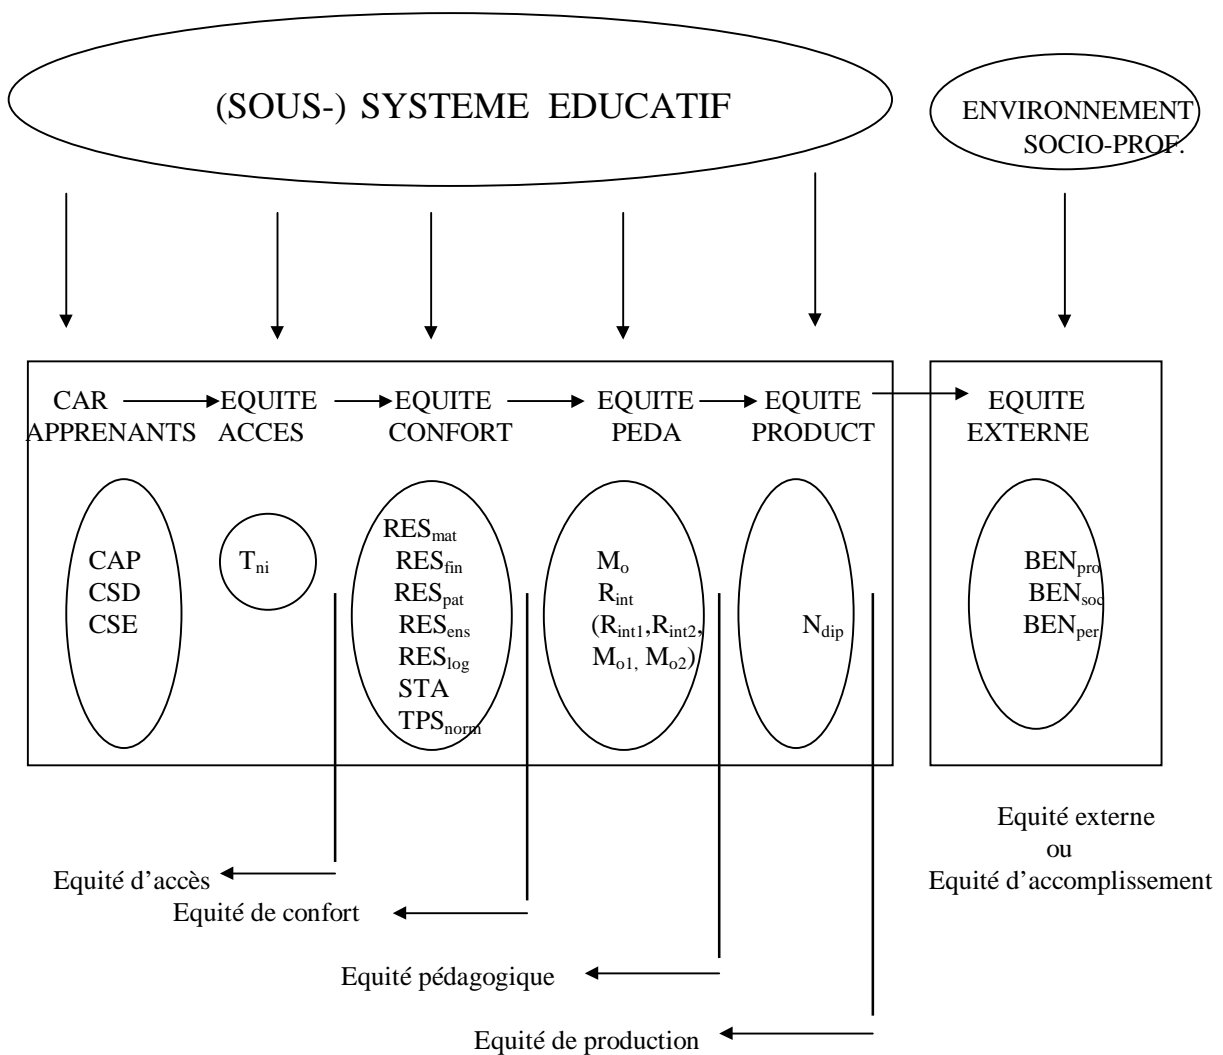 (SOUS-) SYSTEME EDUCATIF
ENVIRONNEMENT
SOCIO-PROF.
CAR
APPRENANTS
EQUITE
ACCES
EQUITE
CONFORT
EQUITE
PEDA
EQUITE
PRODUCT
EQUITE
EXTERNE
CAP
CSD
CSE
Tni
RESmat
RESfin
RESpat
RESens
RESlog
STA
TPSnorm
Mo
Rint
(Rint1,Rint2,
Mo1, Mo2)
Ndip
BENpro
BENsoc
BENper
Equité externe
ou
Equité d’accomplissement
Equité d’accès
Equité de confort
Equité pédagogique
Equité de production